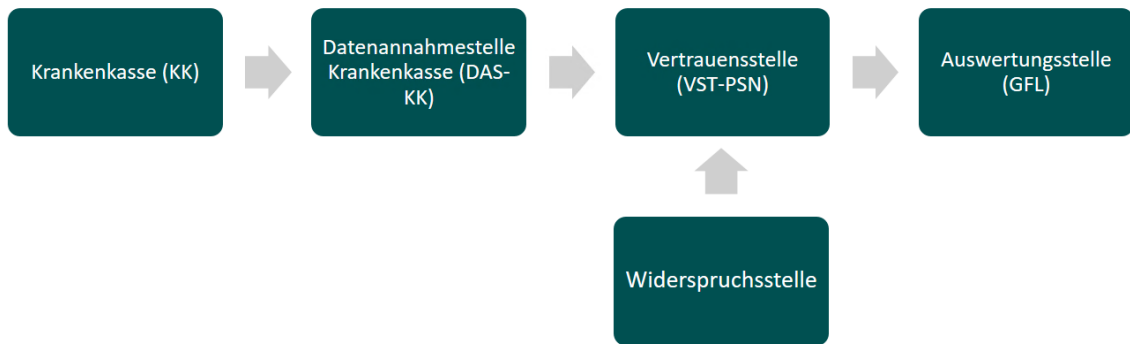 Krankenkasse (KK)
Datenannahmestelle
Krankenkasse (DAS-
KK)
Vertrauensstelle
(VST-PSN)
Auswertungsstelle
(GFL)
Widerspruchsstelle